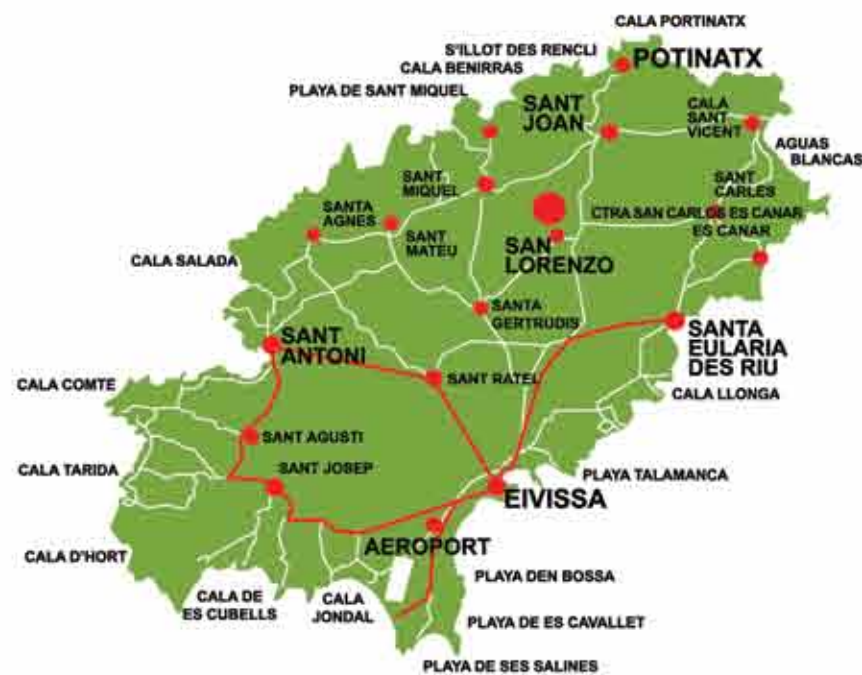 CALA PORTINATX
S'ILLOT DES RENCLI
POTINATX
CALA BENIRRAS
PLAYA DE SANT MIQUEL
SANT
JOAN
CALA
SANT
VICENT
AGUAS
BLANCAS
SANT
MIQUEL
SANT
CARLES
SANTA
AGNES
CTRA SAN CARLOS ES CANAR
ES CANAR
SANT
MATEU
SAN
LORENZO
CALA SALADA
SANTA
GERTRUDIS
SANT
ANTONI
SANTA
EULARIA
DES RIU
SANT RATEL
CALA COMTE
CALA LLONGA
SANT AGUSTI
CALA TARIDA
SANT JOSEP
PLAYA TALAMANCA
EIVISSA
AEROPORT
CALA D'HORT
PLAYA DEN BOSSA
CALA DE
ES CUBELLS
CALA
JONDAL
PLAYA DE ES CAVALLET
PLAYA DE SES SALINES